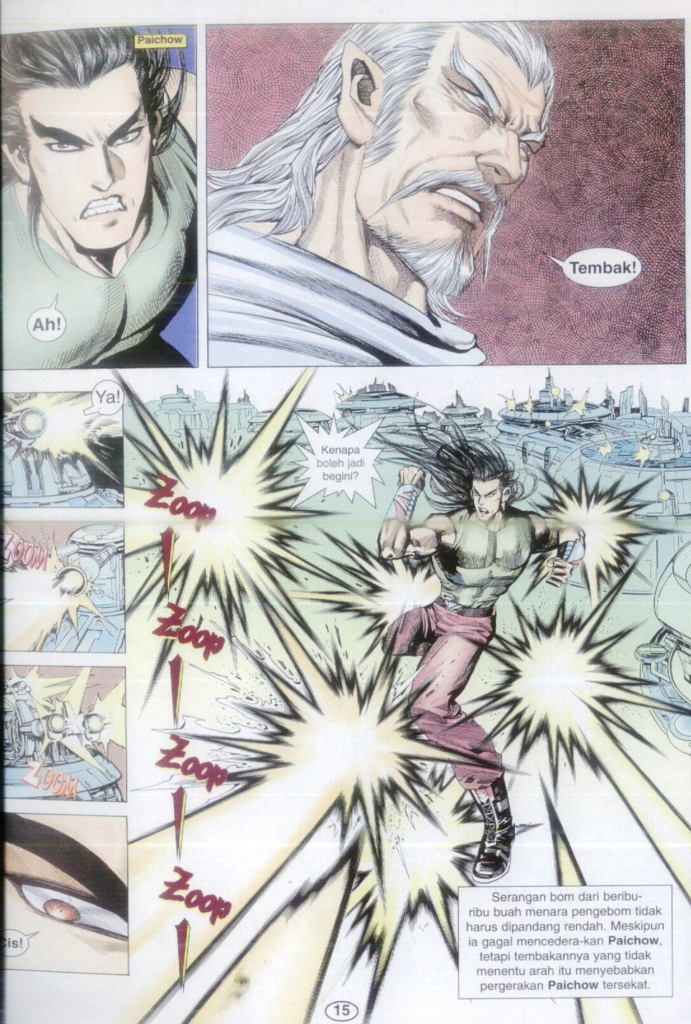 Paichow
Ah!
Tembak!
Ya!
Kenapa
boleh jadi
begini?
Zoop
ZOOM
Zoop
Zoop
ZOOM
Zoop
Cis!
Serangan bom dari beribu-
ribu buah menara pengebom tidak
harus dipandang rendah. Meskipun
ia gagal mencedera-kan Paichow,
tetapi tembakannya yang tidak
menentu arah itu menyebabkan
pergerakan Paichow tersekat.
15